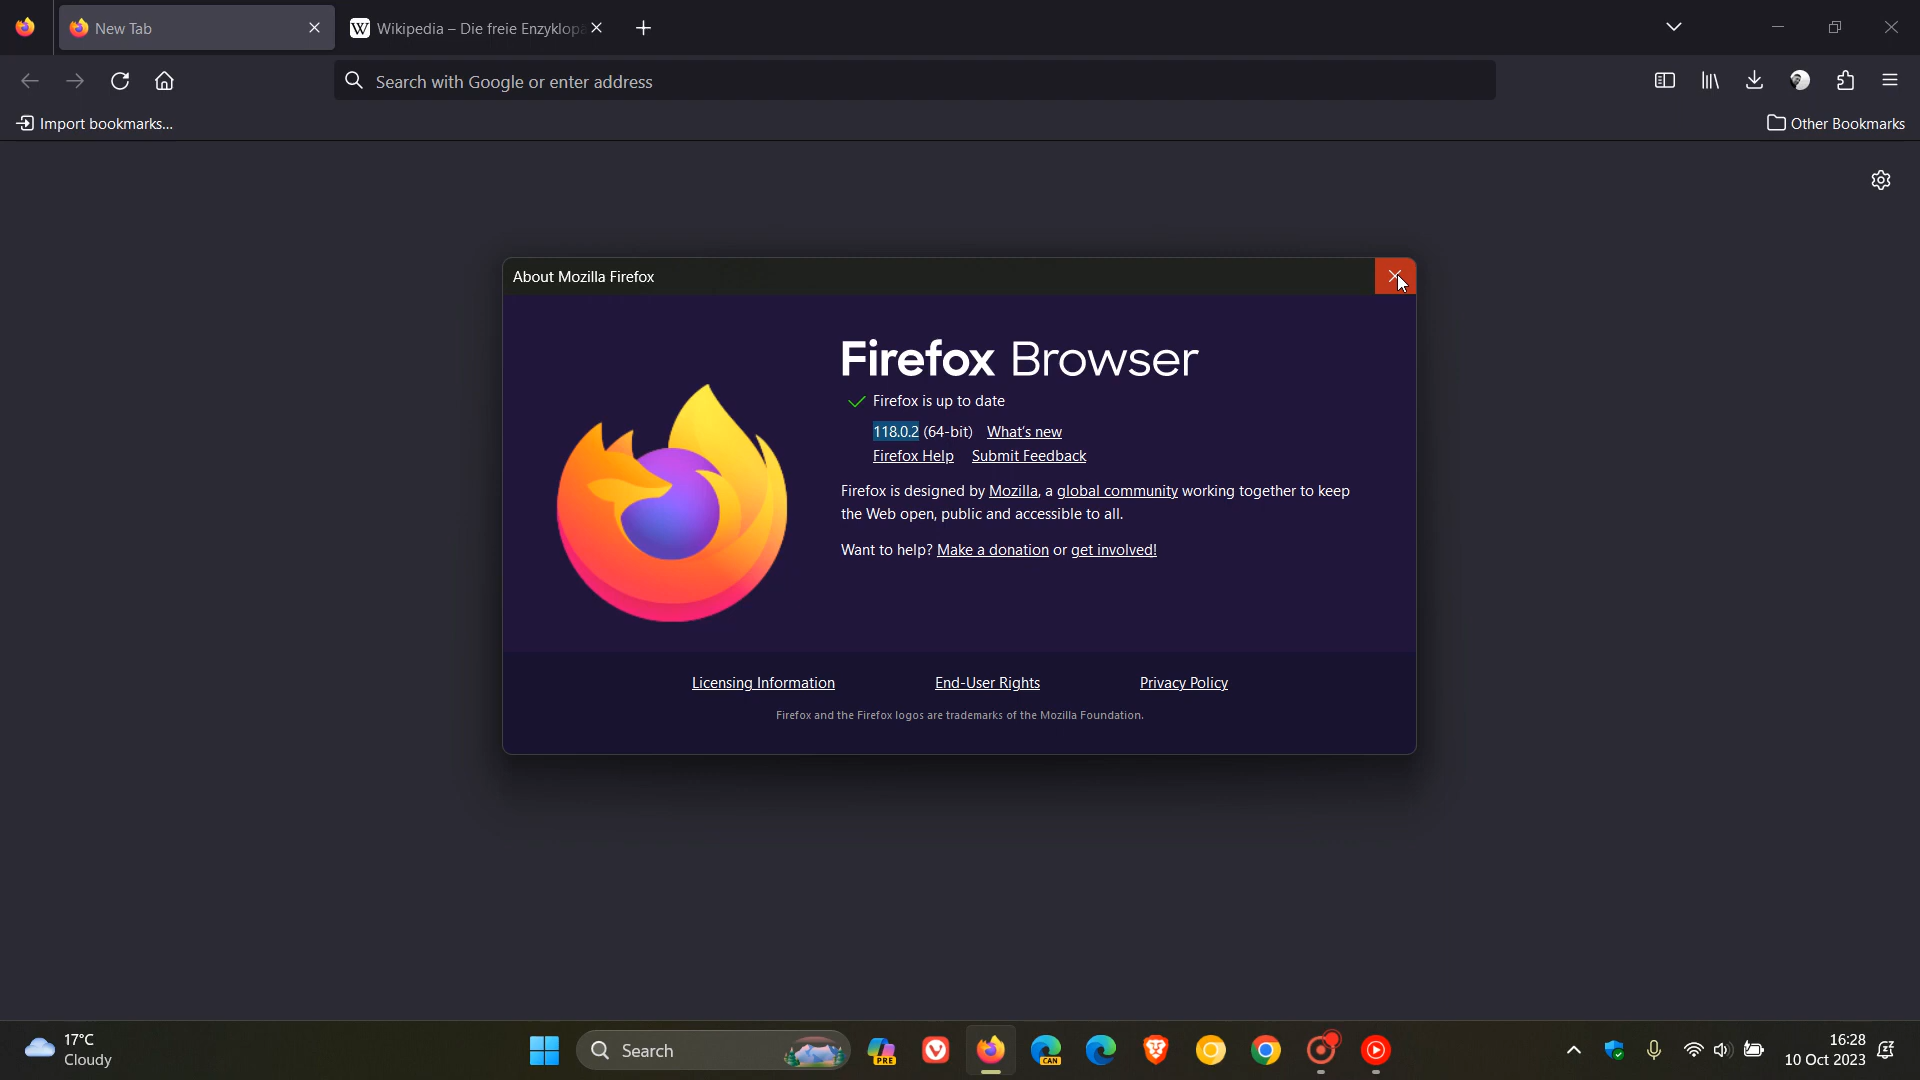 New Tab
Wikipedia – Die freie Enzyklop
Search with Google or enter address
Import bookmarks...
Other Bookmarks
About Mozilla Firefox
Firefox Browser
Firefox is up to date
118.0.2 (64-bit) What's new
Firefox Help Submit Feedback
Firefox is designed by Mozilla, a global community working together to keep
the Web open, public and accessible to all.
Want to help? Make a donation or get involved!
Licensing Information End-User Rights Privacy Policy
Firefox and the Firefox logos are trademarks of the Mozilla Foundation.
17°C
Cloudy
Search
PRE
CAN
16:28
10 Oct 2023